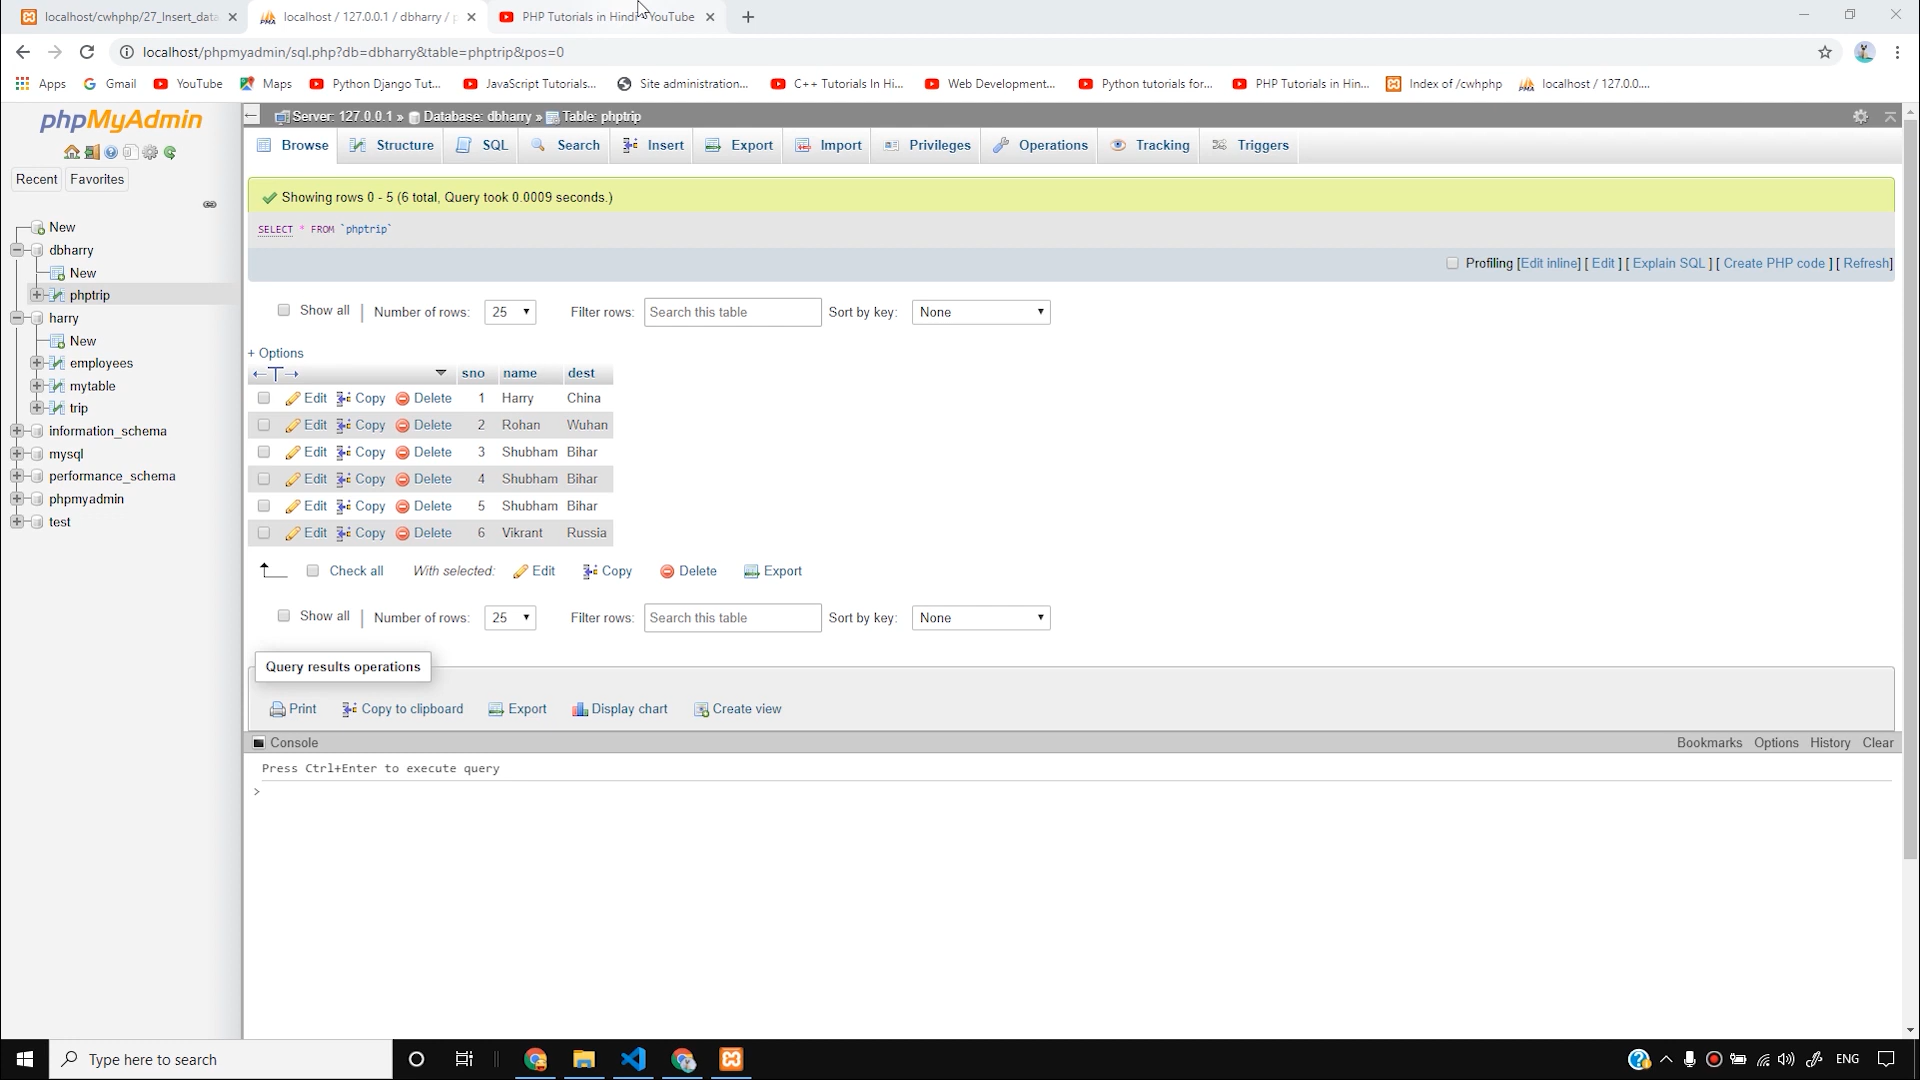 localhost/cwhphp/27_Insert_data
localhost / 127.0.0.1 / dbharry / p
PHP Tutorials in Hindi YouTube
localhost/phpmyadmin/sql.php?db=dbharry&table=phptrip&pos=0
Apps Gmail YouTube Maps Python Django Tut... JavaScript Tutorials... Site administration... C++ Tutorials In Hi... Web Development... Python tutorials for... PHP Tutorials in Hin... Index of /cwhphp localhost / 127.0.0....
phpMyAdmin
Recent Favorites
New
dbharry
New
phptrip
harry
New
employees
mytable
trip
information_schema
mysql
performance_schema
phpmyadmin
test
Server: 127.0.0.1 » Database: dbharry » Table: phptrip
Browse Structure SQL Search Insert Export Import Privileges Operations Tracking Triggers
Showing rows 0 - 5 (6 total, Query took 0.0009 seconds.)
SELECT * FROM `phptrip`
Profiling [Edit inline] [ Edit ] [ Explain SQL ] [ Create PHP code ] [ Refresh]
Show all | Number of rows: 25 Filter rows: Search this table Sort by key: None
+ Options
←T→ sno name dest
Edit Copy Delete 1 Harry China
Edit Copy Delete 2 Rohan Wuhan
Edit Copy Delete 3 Shubham Bihar
Edit Copy Delete 4 Shubham Bihar
Edit Copy Delete 5 Shubham Bihar
Edit Copy Delete 6 Vikrant Russia
Check all With selected: Edit Copy Delete Export
Show all | Number of rows: 25 Filter rows: Search this table Sort by key: None
Query results operations
Print Copy to clipboard Export Display chart Create view
Console Bookmarks Options History Clear
Press Ctrl+Enter to execute query
>
Type here to search
ENG